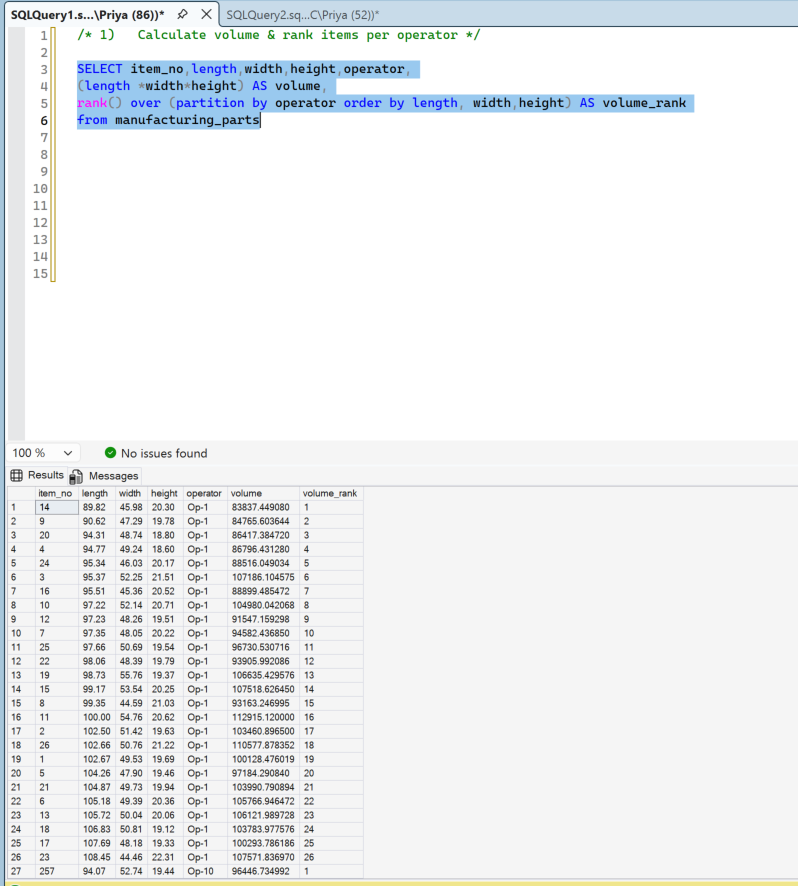 SQLQuery1.s...\Priya (86))* SQLQuery2.sq...C\Priya (52))*
1 /* 1) Calculate volume & rank items per operator */
2
3 SELECT item_no,length,width,height,operator,
4 (length *width*height) AS volume,
5 rank() over (partition by operator order by length, width,height) AS volume_rank
6 from manufacturing_parts
7
8
9
10
11
12
13
14
15
100 % No issues found
Results Messages
item_no length width height operator volume volume_rank
1 14 89.82 45.98 20.30 Op-1 83837.449080 1
2 9 90.62 47.29 19.78 Op-1 84765.603644 2
3 20 94.31 48.74 18.80 Op-1 86417.384720 3
4 4 94.77 49.24 18.60 Op-1 86796.431280 4
5 24 95.34 46.03 20.17 Op-1 88516.049034 5
6 3 95.37 52.25 21.51 Op-1 107186.104575 6
7 16 95.51 45.36 20.52 Op-1 88899.485472 7
8 10 97.22 52.14 20.71 Op-1 104980.042068 8
9 12 97.23 48.26 19.51 Op-1 91547.159298 9
10 7 97.35 48.05 20.22 Op-1 94582.436850 10
11 25 97.66 50.69 19.54 Op-1 96730.530716 11
12 22 98.06 48.39 19.79 Op-1 93905.992086 12
13 19 98.73 55.76 19.37 Op-1 106635.429576 13
14 15 99.17 53.54 20.25 Op-1 107518.626450 14
15 8 99.35 44.59 21.03 Op-1 93163.246995 15
16 11 100.00 54.76 20.62 Op-1 112915.120000 16
17 2 102.50 51.42 19.63 Op-1 103460.896500 17
18 26 102.66 50.76 21.22 Op-1 110577.878352 18
19 1 102.67 49.53 19.69 Op-1 100128.476019 19
20 5 104.26 47.90 19.46 Op-1 97184.290840 20
21 21 104.87 49.73 19.94 Op-1 103990.790894 21
22 6 105.18 49.39 20.36 Op-1 105766.946472 22
23 13 105.72 50.04 20.06 Op-1 106121.989728 23
24 18 106.83 50.81 19.12 Op-1 103783.977576 24
25 17 107.69 48.18 19.33 Op-1 100293.786186 25
26 23 108.45 44.46 22.31 Op-1 107571.836970 26
27 257 94.07 52.74 19.44 Op-10 96446.734992 1